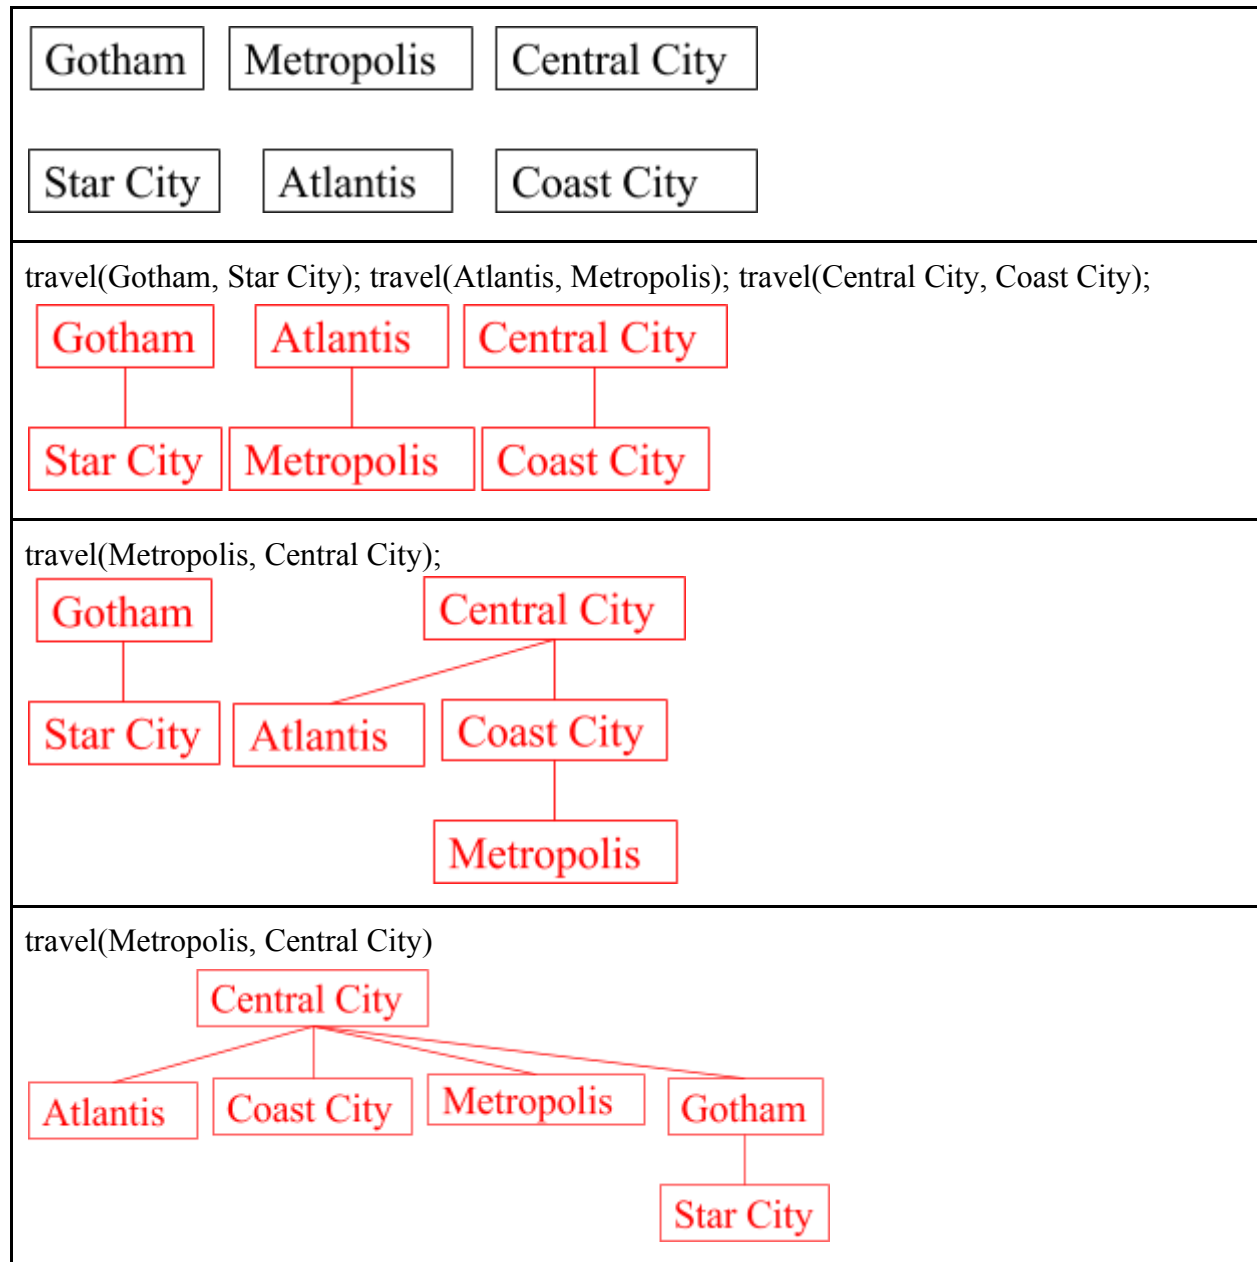 Gotham Metropolis Central City
Star City Atlantis Coast City
travel(Gotham, Star City); travel(Atlantis, Metropolis); travel(Central City, Coast City);
Gotham Atlantis Central City
Star City Metropolis Coast City
travel(Metropolis, Central City);
Gotham Central City
Star City Atlantis Coast City
Metropolis
travel(Metropolis, Central City)
Central City
Atlantis Coast City Metropolis Gotham
Star City